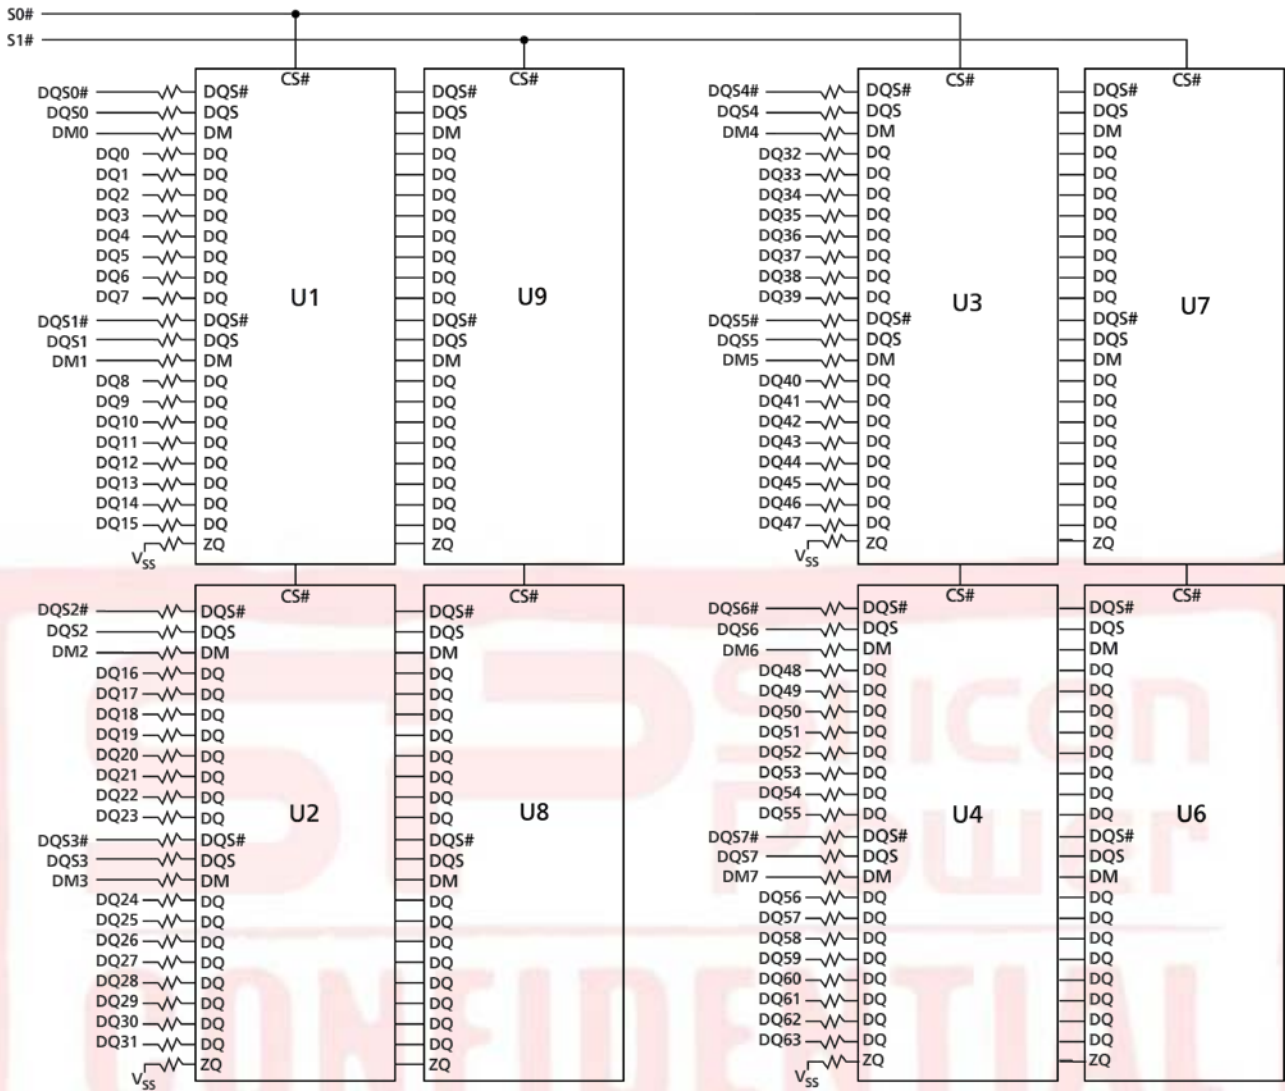 S0#
S1#
CS# CS# CS# CS#
DQS0# DQS# DQS# DQS4# DQS# DQS#
DQS0 DQS DQS DQS4 DQS DQS
DM0 DM DM DM4 DM DM
DQ0 DQ DQ DQ32 DQ DQ
DQ1 DQ DQ DQ33 DQ DQ
DQ2 DQ DQ DQ34 DQ DQ
DQ3 DQ DQ DQ35 DQ DQ
DQ4 DQ DQ DQ36 DQ DQ
DQ5 DQ DQ DQ37 DQ DQ
DQ6 DQ DQ DQ38 DQ DQ
DQ7 DQ U1 DQ U9 DQ39 DQ U3 DQ U7
DQS1# DQS# DQS# DQS5# DQS# DQS#
DQS1 DQS DQS DQS5 DQS DQS
DM1 DM DM DM5 DM DM
DQ8 DQ DQ DQ40 DQ DQ
DQ9 DQ DQ DQ41 DQ DQ
DQ10 DQ DQ DQ42 DQ DQ
DQ11 DQ DQ DQ43 DQ DQ
DQ12 DQ DQ DQ44 DQ DQ
DQ13 DQ DQ DQ45 DQ DQ
DQ14 DQ DQ DQ46 DQ DQ
DQ15 DQ DQ DQ47 DQ DQ
VSS ZQ ZQ VSS ZQ ZQ
CS# CS# CS# CS#
DQS2# DQS# DQS# DQS6# DQS# DQS#
DQS2 DQS DQS DQS6 DQS DQS
DM2 DM DM DM6 DM DM
DQ16 DQ DQ DQ48 DQ DQ
DQ17 DQ DQ DQ49 DQ DQ
DQ18 DQ DQ DQ50 DQ DQ
DQ19 DQ DQ DQ51 DQ DQ
DQ20 DQ DQ DQ52 DQ DQ
DQ21 DQ DQ DQ53 DQ DQ
DQ22 DQ DQ DQ54 DQ DQ
DQ23 DQ U2 DQ U8 DQ55 DQ U4 DQ U6
DQS3# DQS# DQS# DQS7# DQS# DQS#
DQS3 DQS DQS DQS7 DQS DQS
DM3 DM DM DM7 DM DM
DQ24 DQ DQ DQ56 DQ DQ
DQ25 DQ DQ DQ57 DQ DQ
DQ26 DQ DQ DQ58 DQ DQ
DQ27 DQ DQ DQ59 DQ DQ
DQ28 DQ DQ DQ60 DQ DQ
DQ29 DQ DQ DQ61 DQ DQ
DQ30 DQ DQ DQ62 DQ DQ
DQ31 DQ DQ DQ63 DQ DQ
VSS ZQ ZQ VSS ZQ ZQ
SP Silicon
Power
CONFIDENTIAL